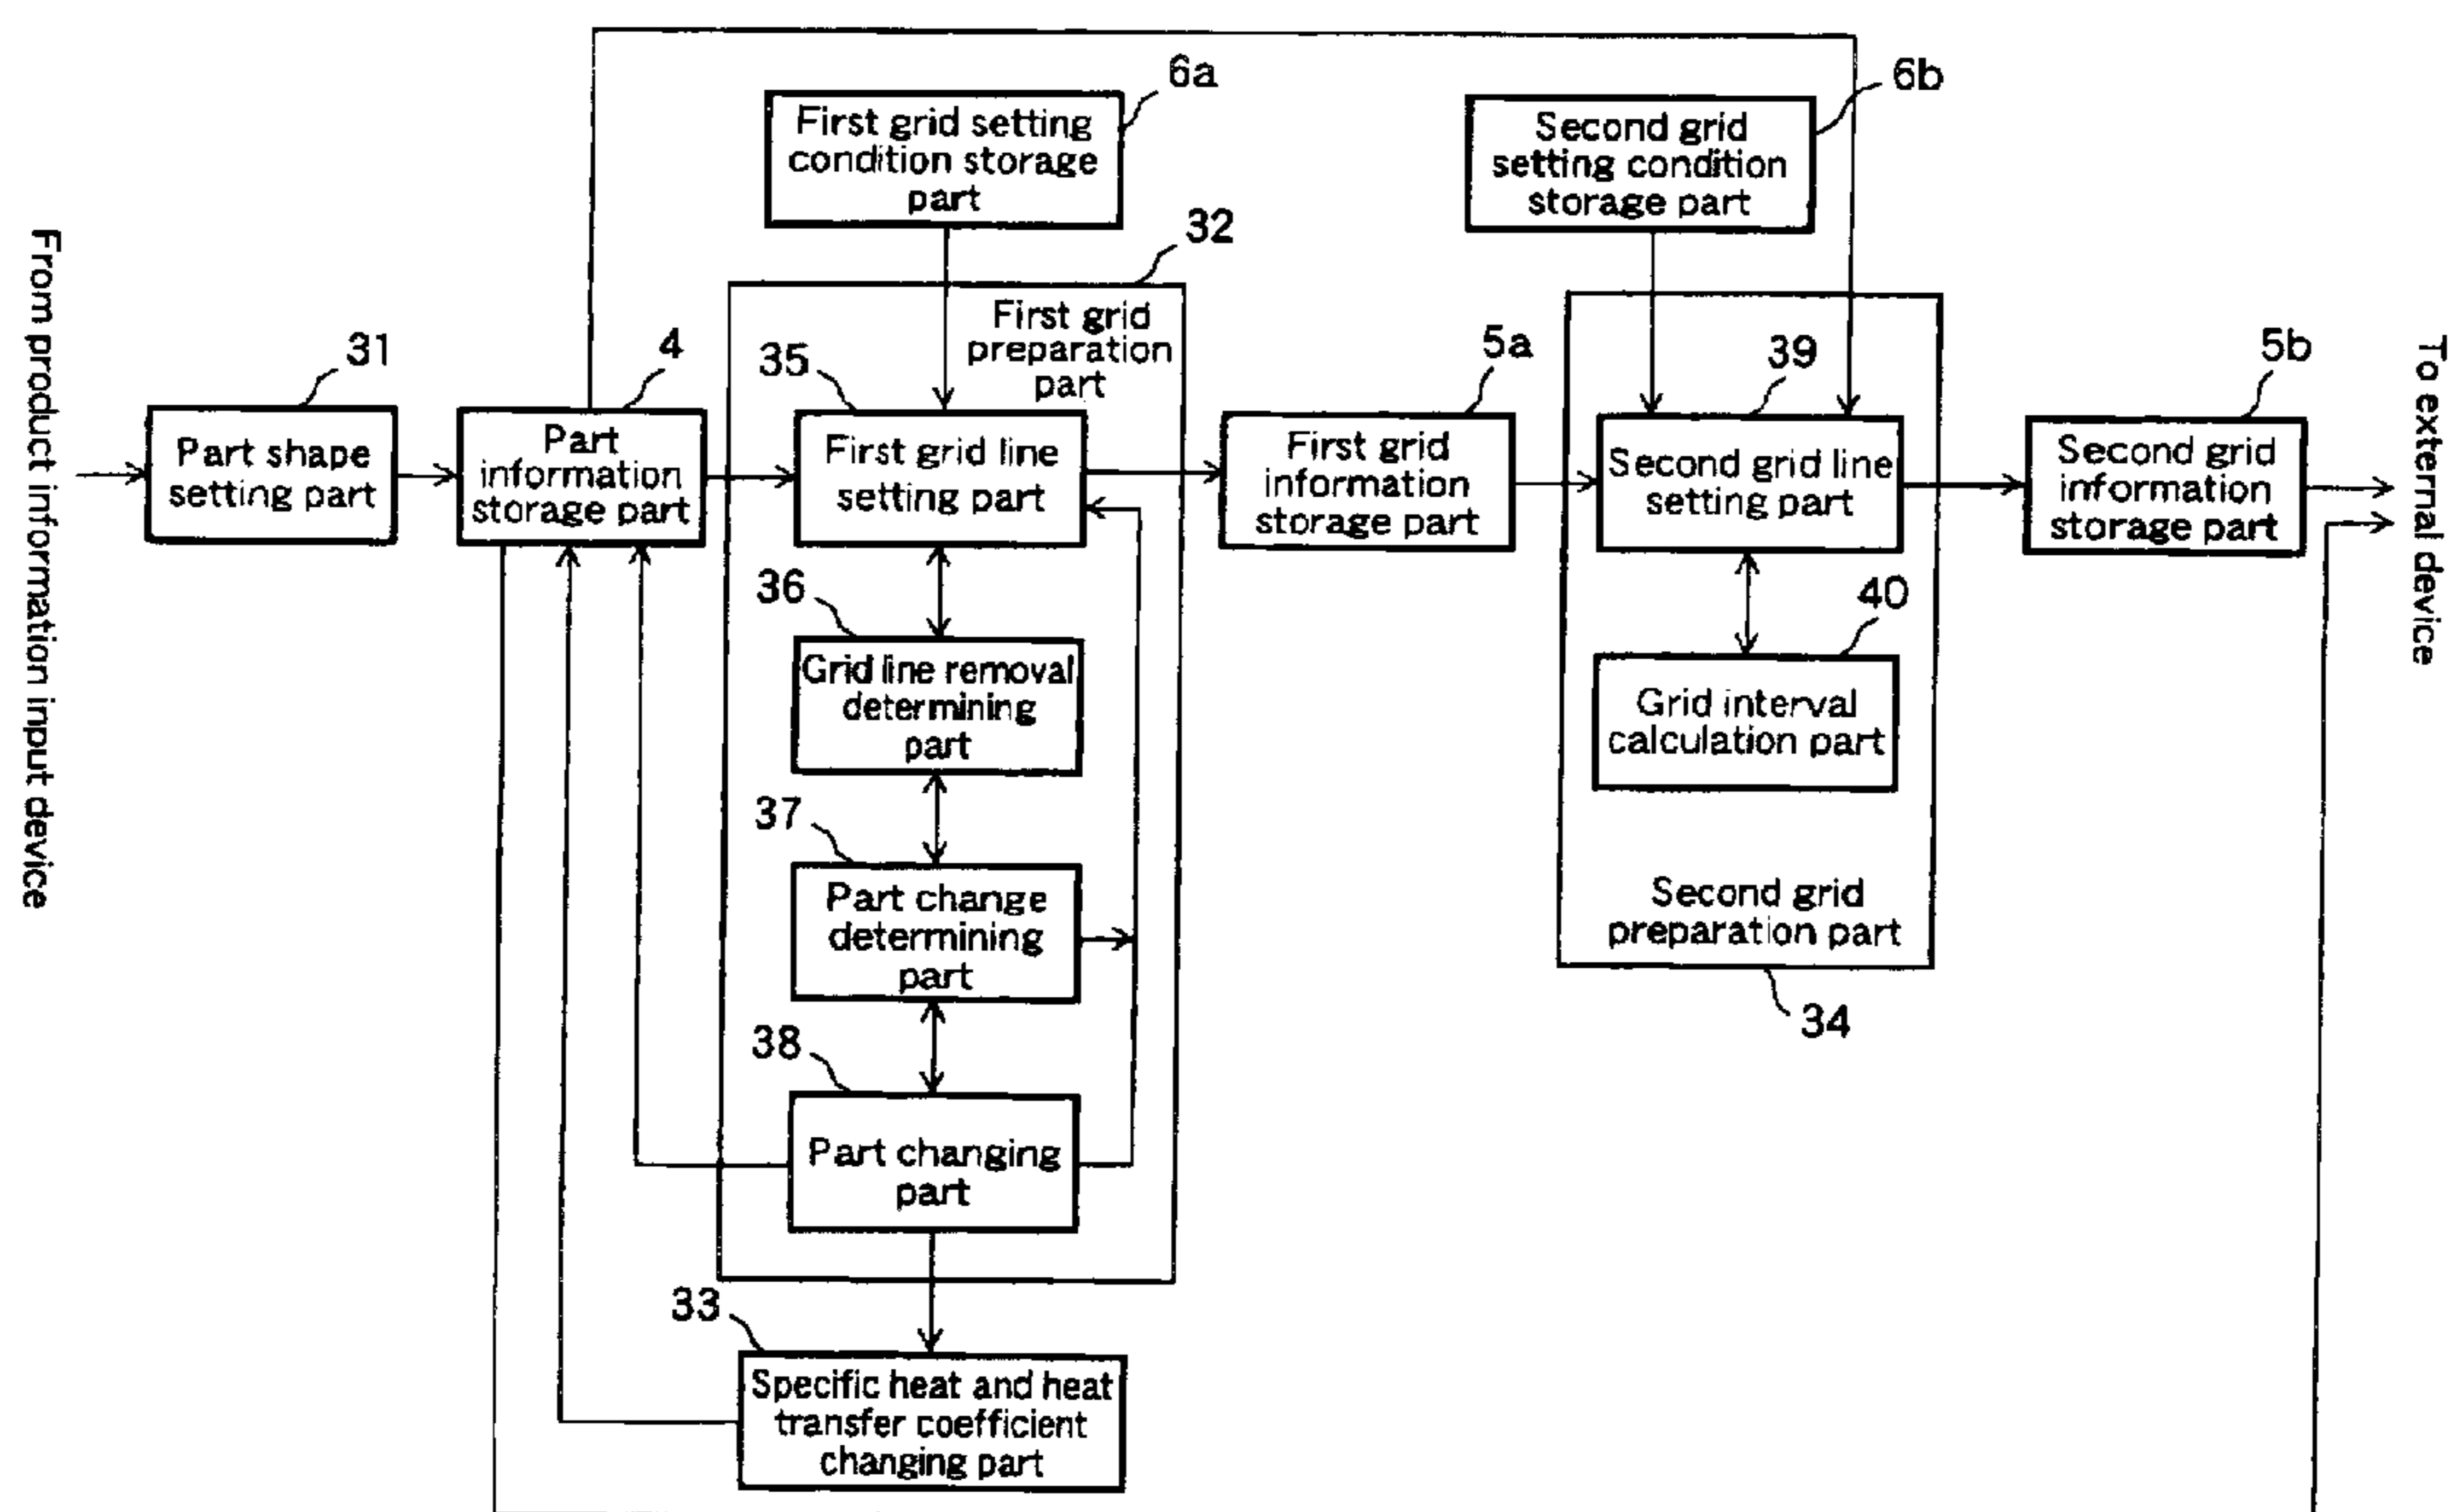 6a
6b
First grid setting
condition storage
part
Second grid
setting condition
storage part
32
From product information input device
31
4
35
First grid
preparation
part
5a
39
5b
To external device
Part shape
setting part
Part
information
storage part
First grid line
setting part
First grid
information
storage part
Second grid line
setting part
Second grid
information
storage part
36
40
Grid line removal
determining
part
Grid interval
calculation part
37
Part change
determining
part
Second grid
preparation part
34
38
Part changing
part
33
Specific heat and heat
transfer coefficient
changing part